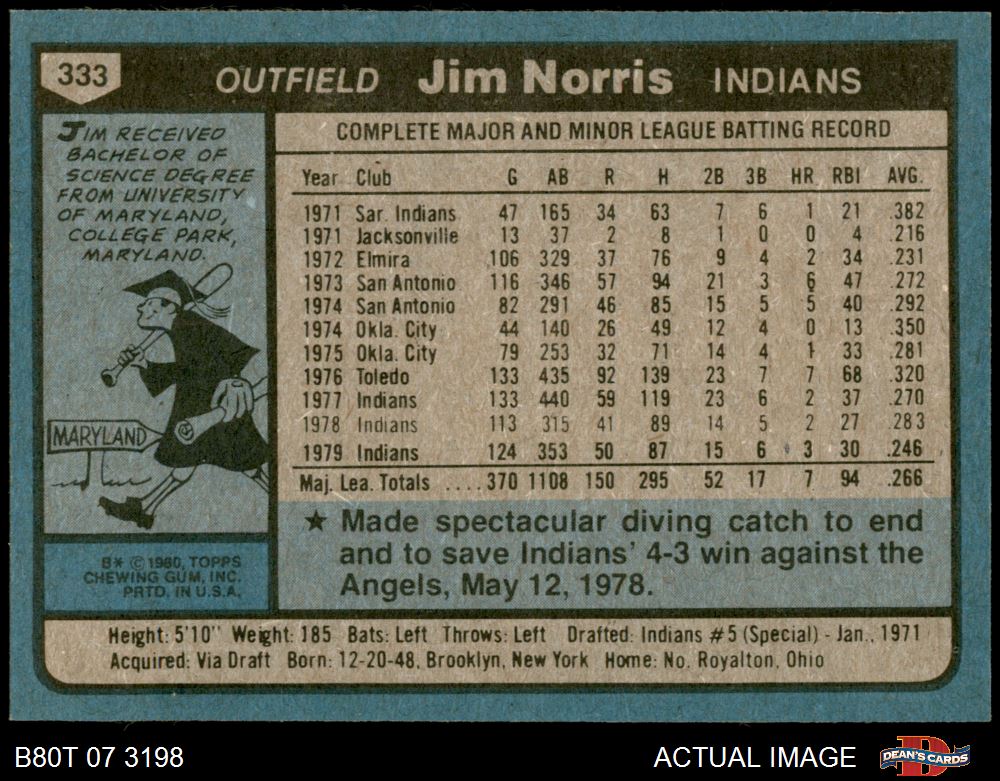 333 OUTFIELD Jim Norris INDIANS
JIM RECEIVED
BACHELOR OF
SCIENCE DEGREE
FROM UNIVERSITY
OF MARYLAND,
COLLEGE PARK,
MARYLAND.
MARYLAND
B* © 1980, TOPPS
CHEWING GUM, INC.
PRTD. IN U.S.A.
COMPLETE MAJOR AND MINOR LEAGUE BATTING RECORD
Year Club G AB R H 2B 3B HR RBI AVG.
1971 Sar. Indians 47 165 34 63 7 6 1 21 .382
1971 Jacksonville 13 37 2 8 1 0 0 4 .216
1972 Elmira 106 329 37 76 9 4 2 34 .231
1973 San Antonio 116 346 57 94 21 3 6 47 .272
1974 San Antonio 82 291 46 85 15 5 5 40 .292
1974 Okla. City 44 140 26 49 12 4 0 13 .350
1975 Okla. City 79 253 32 71 14 4 1 33 .281
1976 Toledo 133 435 92 139 23 7 7 68 .320
1977 Indians 133 440 59 119 23 6 2 37 .270
1978 Indians 113 315 41 89 14 5 2 27 .283
1979 Indians 124 353 50 87 15 6 3 30 .246
Maj. Lea. Totals ....370 1108 150 295 52 17 7 94 .266
★ Made spectacular diving catch to end
and to save Indians' 4-3 win against the
Angels, May 12, 1978.
Height: 5'10" Weight: 185 Bats: Left Throws: Left Drafted: Indians #5 (Special) - Jan., 1971
Acquired: Via Draft Born: 12-20-48, Brooklyn, New York Home: No. Royalton, Ohio
B80T 07 3198 ACTUAL IMAGE DEAN'S CARDS